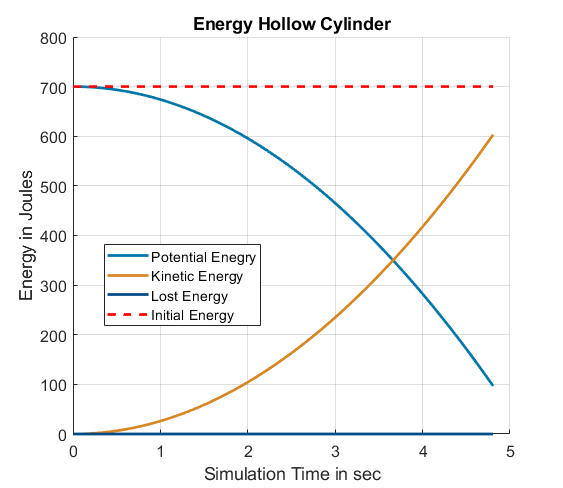 Energy Hollow Cylinder
800
700
600
500
400
300
200
100
0
Energy in Joules
Potential Enegry
Kinetic Energy
Lost Energy
Initial Energy
0 1 2 3 4 5
Simulation Time in sec